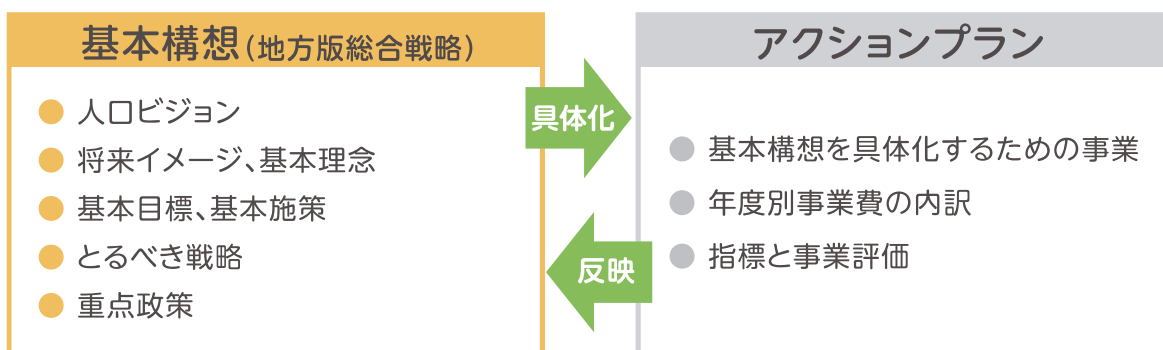 基本構想(地方版総合戦略)
人口ビジョン
将来イメージ、基本理念
基本目標、基本施策
とるべき戦略
重点政策
具体化
反映
アクションプラン
基本構想を具体化するための事業
年度別事業費の内訳
指標と事業評価